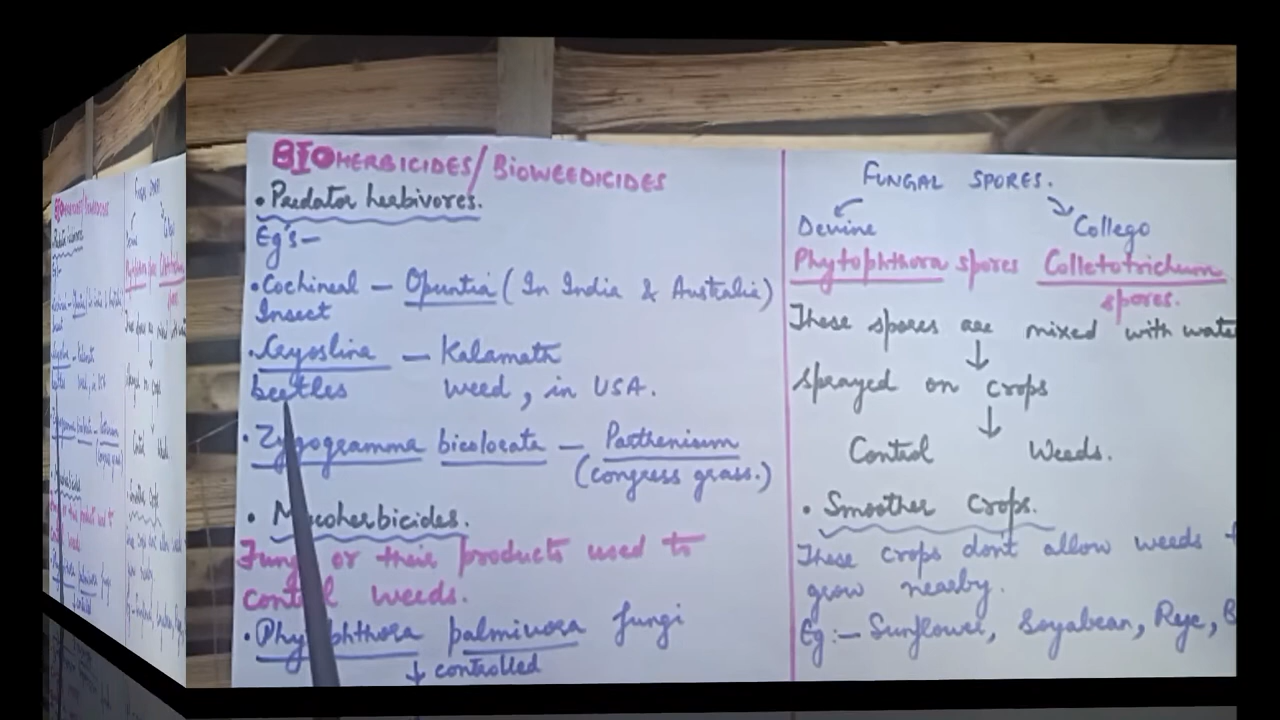 BIOHERBICIDES/BIOWEEDICIDES
• Predator herbivores.
Eg's –
• Cochineal – Opuntia (In India & Australia)
Insect
• Cryoslina – Kalamath
beetles weed, in USA.
• Zygogramma bicolorata – Parthenium
(congress grass.)
• Mycoherbicides.
Fungi or their products used to
control weeds.
• Phytophthora palmivora fungi
↓ controlled
FUNGAL SPORES.
Devine Collego
Phytophthora spores Colletotrichum
spores.
These spores are mixed with water
↓
sprayed on crops
↓
Control Weeds.
• Smoother crops.
These crops dont allow weeds
grow nearby.
Eg :– Sunflower, Soyabean, Rye,